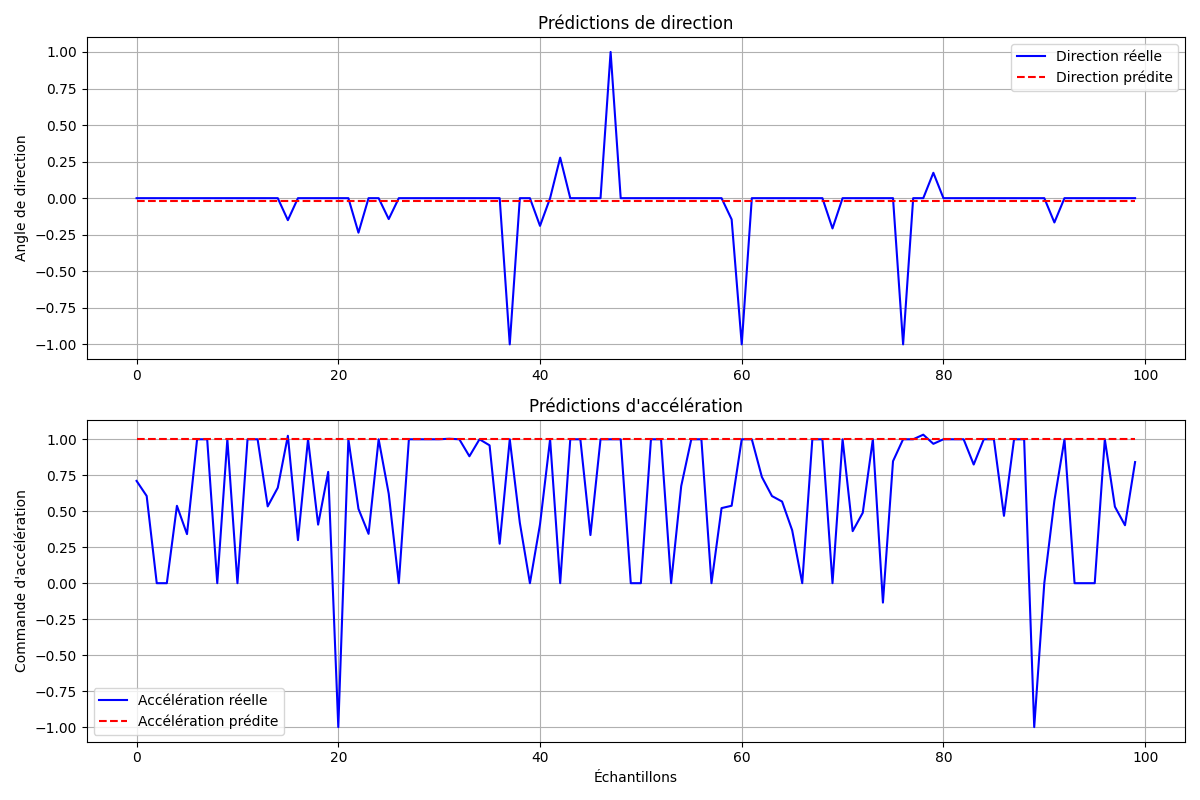 Prédictions de direction
1.00
0.75
0.50
0.25
0.00
−0.25
−0.50
−0.75
−1.00
Angle de direction
Direction réelle
Direction prédite
0 20 40 60 80 100
Prédictions d'accélération
1.00
0.75
0.50
0.25
0.00
−0.25
−0.50
−0.75
−1.00
Commande d'accélération
Accélération réelle
Accélération prédite
0 20 40 60 80 100
Échantillons